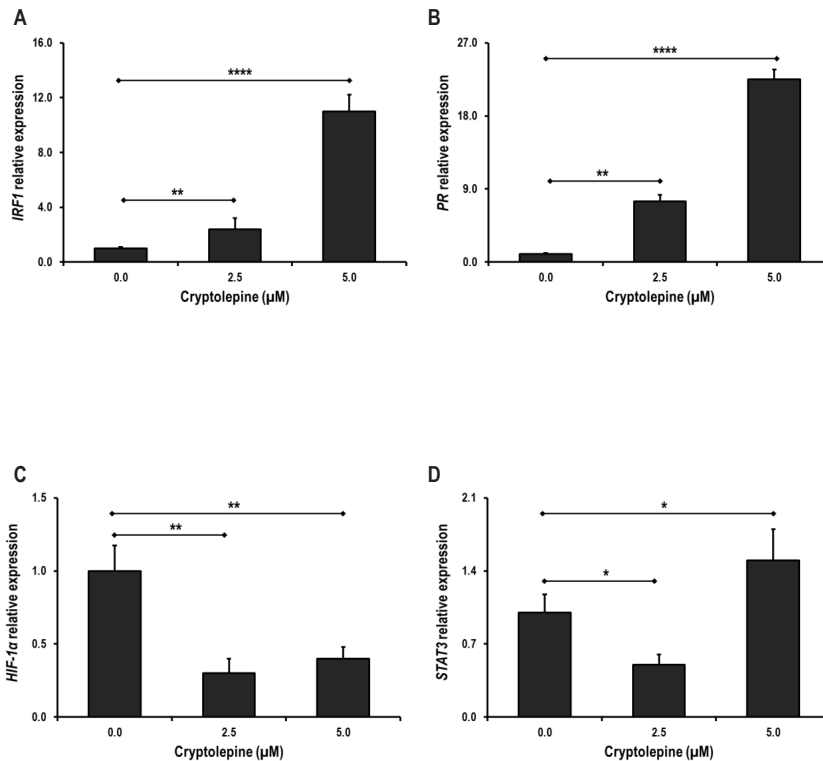 A
IRF1 relative expression
16.0
12.0
8.0
4.0
0.0
****
**
0.0 2.5 5.0
Cryptolepine (µM)
B
PR relative expression
27.0
18.0
9.0
0.0
****
**
0.0 2.5 5.0
Cryptolepine (µM)
C
HIF-1α relative expression
1.5
1.0
0.5
0.0
**
**
0.0 2.5 5.0
Cryptolepine (µM)
D
STAT3 relative expression
2.1
1.4
0.7
0.0
*
*
0.0 2.5 5.0
Cryptolepine (µM)